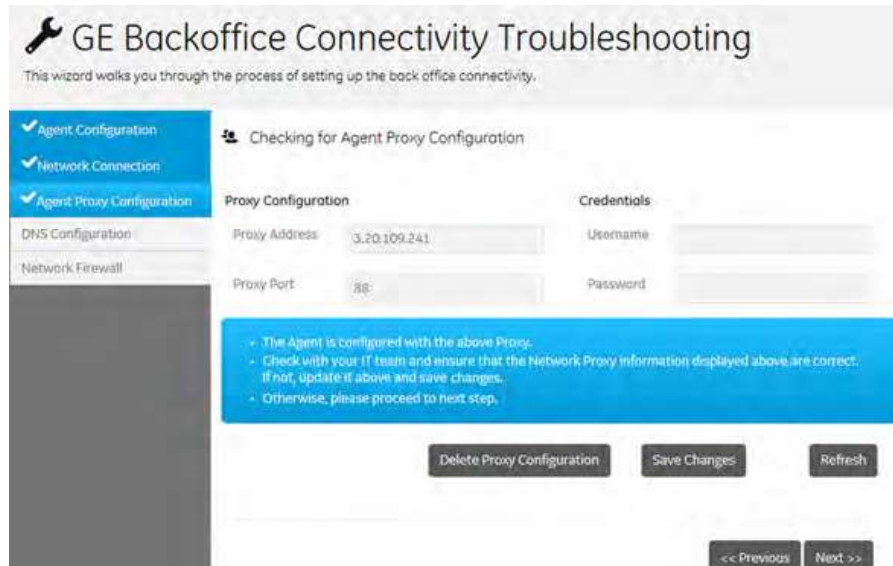 GE Backoffice Connectivity Troubleshooting
This wizard walks you through the process of setting up the back office connectivity.
Agent Configuration
Network Connection
Agent Proxy Configuration
DNS Configuration
Network Firewall
Checking for Agent Proxy Configuration
Proxy Configuration
Credentials
Proxy Address
3.20.109.241
Username
Proxy Port
88
Password
- The Agent is configured with the above Proxy.
- Check with your IT team and ensure that the Network Proxy information displayed above are correct.
If not, update it above and save changes.
- Otherwise, please proceed to next step.
Delete Proxy Configuration
Save Changes
Refresh
<< Previous
Next >>